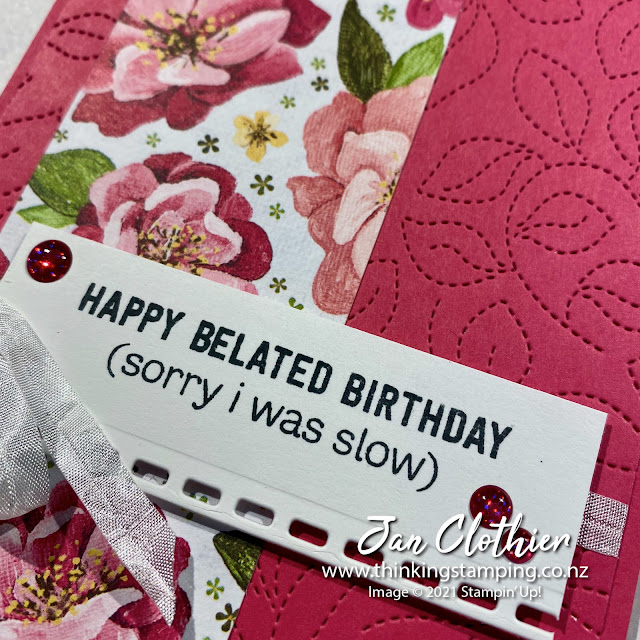 HAPPY BELATED BIRTHDAY
(sorry i was slow)
Jan Clothier
www.thinkingstamping.co.nz
Image © 2021 Stampin' Up!